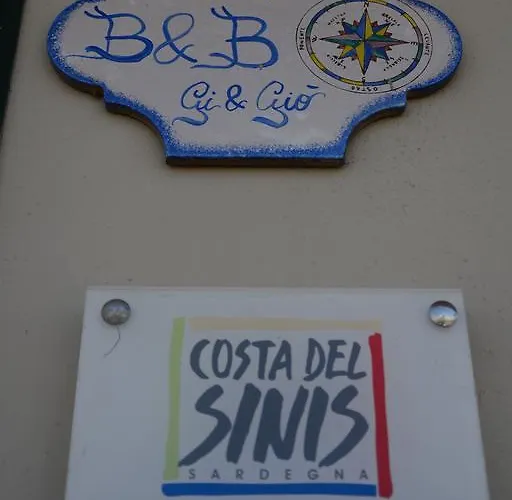 B&B
Gi & Giò
COSTA DEL
SINIS
SARDEGNA